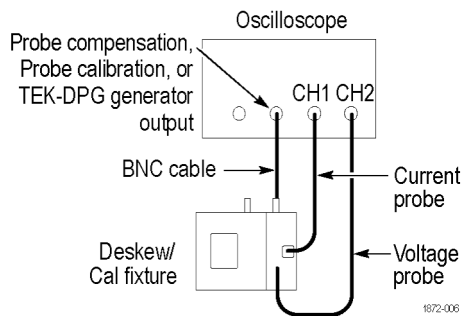 Oscilloscope
Probe compensation,
Probe calibration, or
TEK-DPG generator
output
CH1 CH2
BNC cable
Current
probe
Deskew/
Cal fixture
Voltage
probe
1872-006